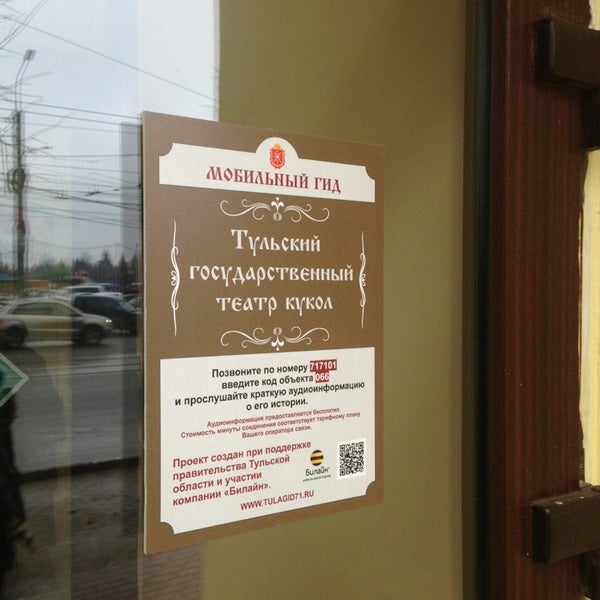 МОБИЛЬНЫЙ ГИД
ТУЛЬСКИЙ
ГОСУДАРСТВЕННЫЙ
ТЕАТР КУКОЛ
Позвоните по номеру 717101
введите код объекта 066
и прослушайте краткую аудиоинформацию
о его истории.
Аудиоинформация предоставляется бесплатно.
Стоимость минуты соединения соответствует тарифному плану
Вашего оператора связи.
Проект создан при поддержке
правительства Тульской
области и участии
компании «Билайн».
Билайн
WWW.TULAGID71.RU